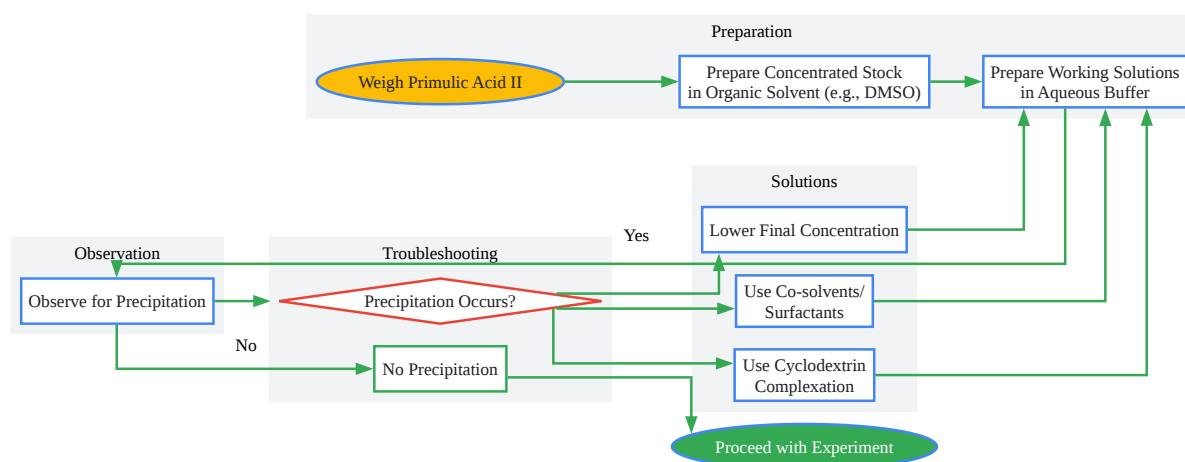 Preparation
Weigh Primulic Acid II
Prepare Concentrated Stock
in Organic Solvent (e.g., DMSO)
Prepare Working Solutions
in Aqueous Buffer
Solutions
Lower Final Concentration
Yes
Observation
Troubleshooting
Observe for Precipitation
Precipitation Occurs?
Use Co-solvents/
Surfactants
No
No Precipitation
Use Cyclodextrin
Complexation
Proceed with Experiment